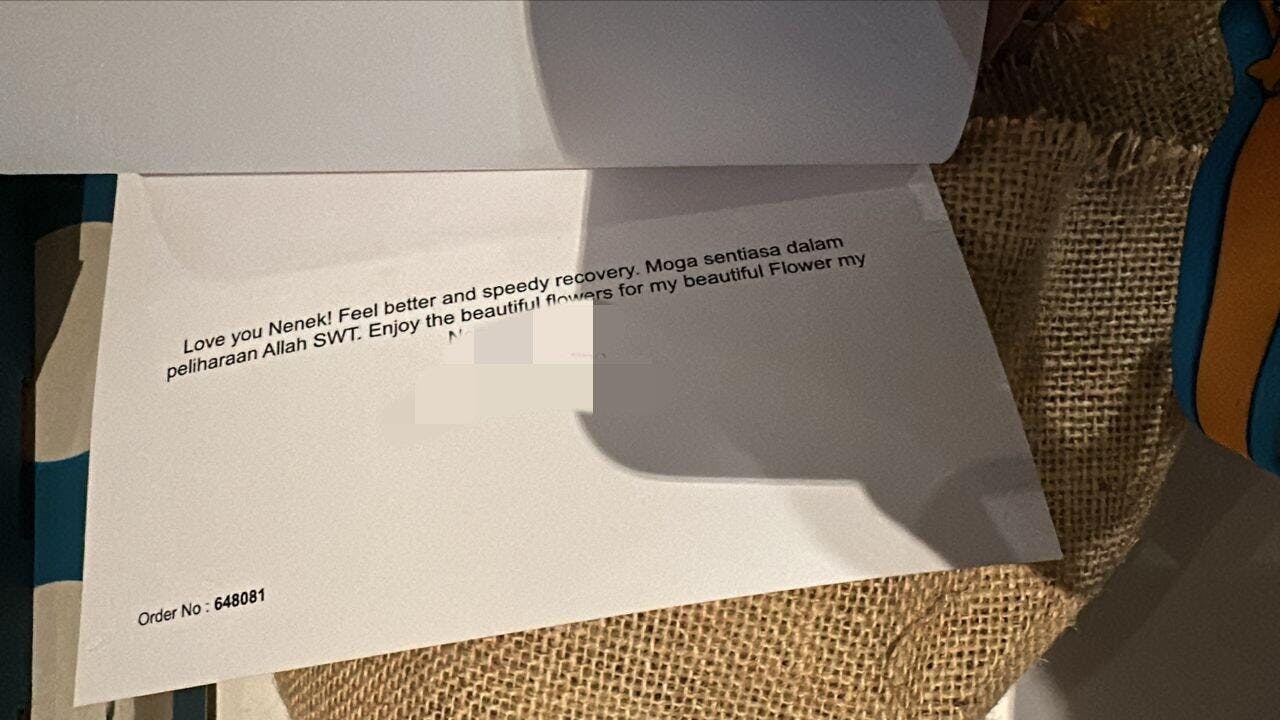 Love you Nenek! Feel better and speedy recovery. Moga sentiasa dalam
peliharaan Allah SWT. Enjoy the beautiful flowers for my beautiful Flower my
Order No : 648081